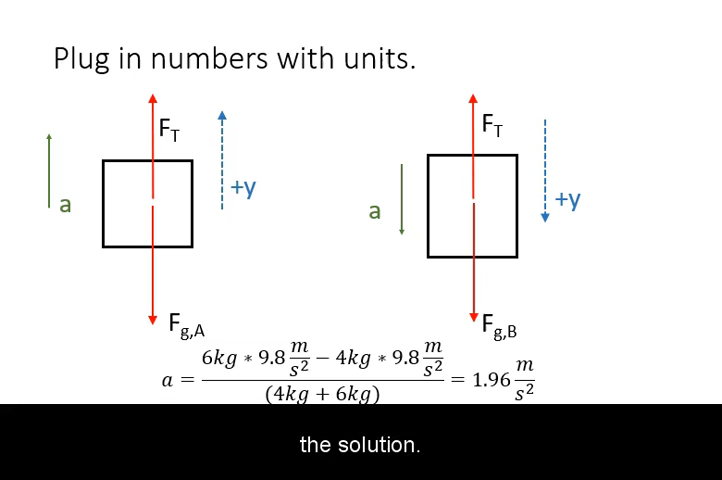 Plug in numbers with units.
F_T F_T
+y +y
a a
F_g,A F_g,B
a = (6kg * 9.8 m/s² − 4kg * 9.8 m/s²) / (4kg + 6kg) = 1.96 m/s²
the solution.